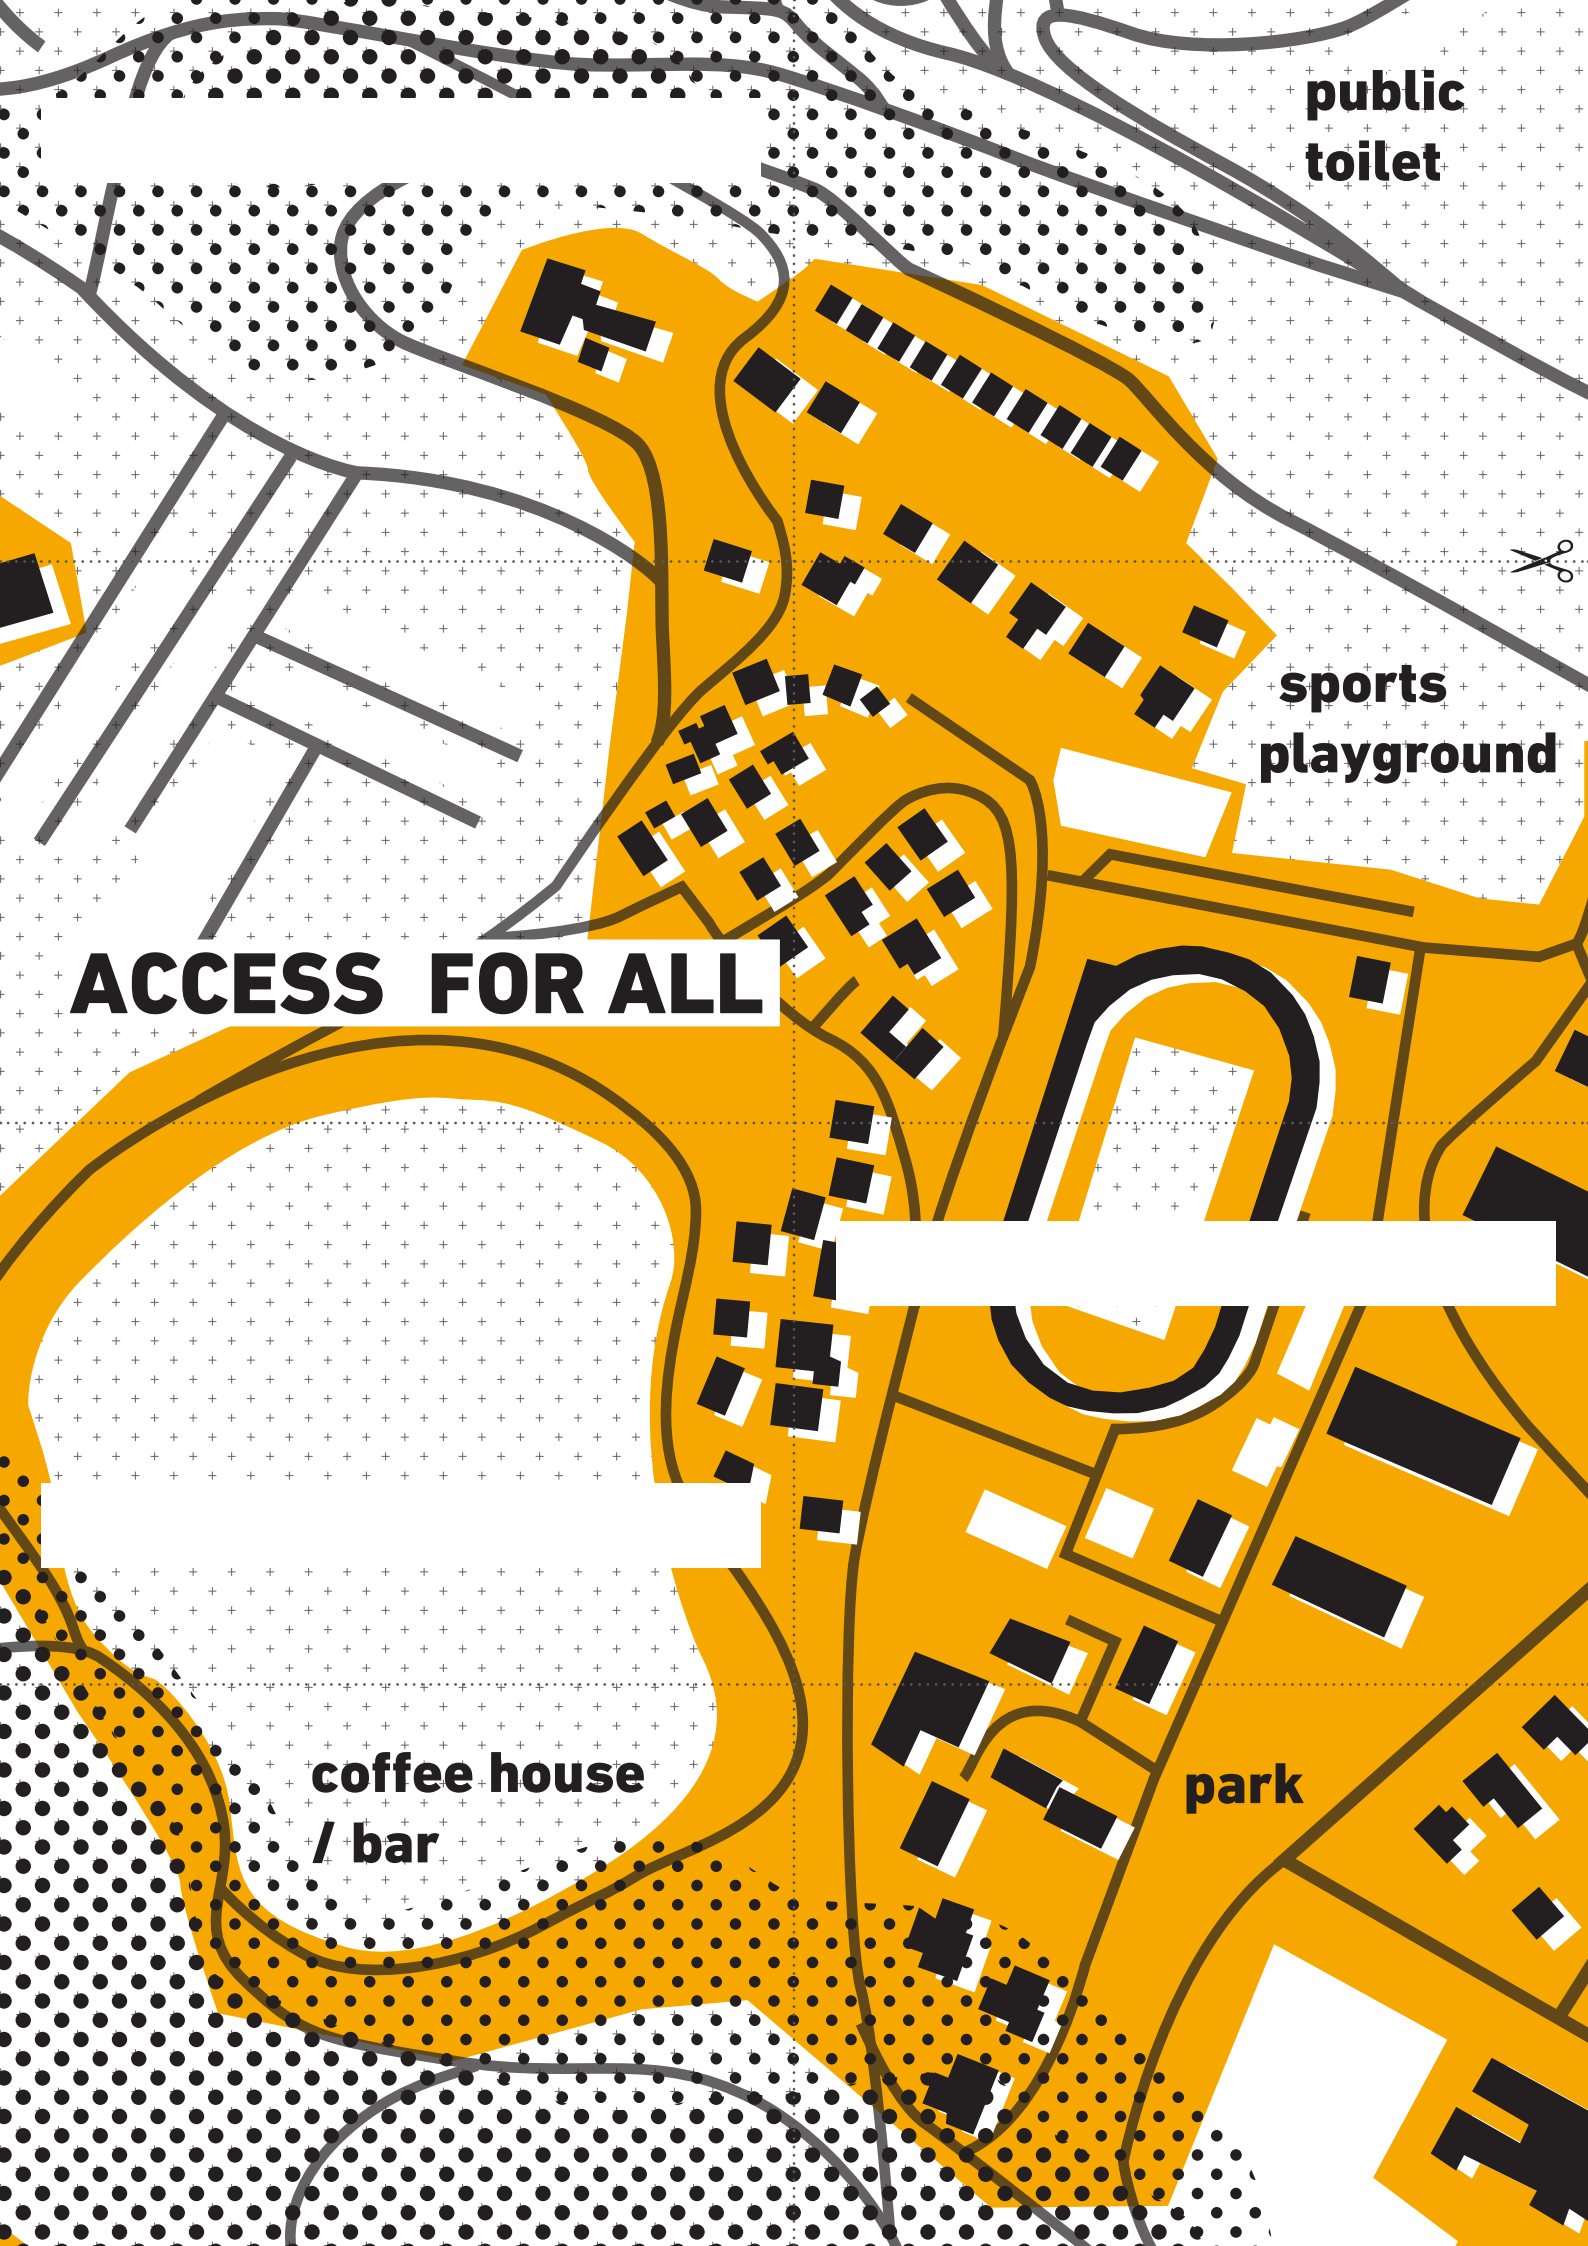 public
toilet
sports
playground
ACCESS FOR ALL
coffee house
/ bar
park